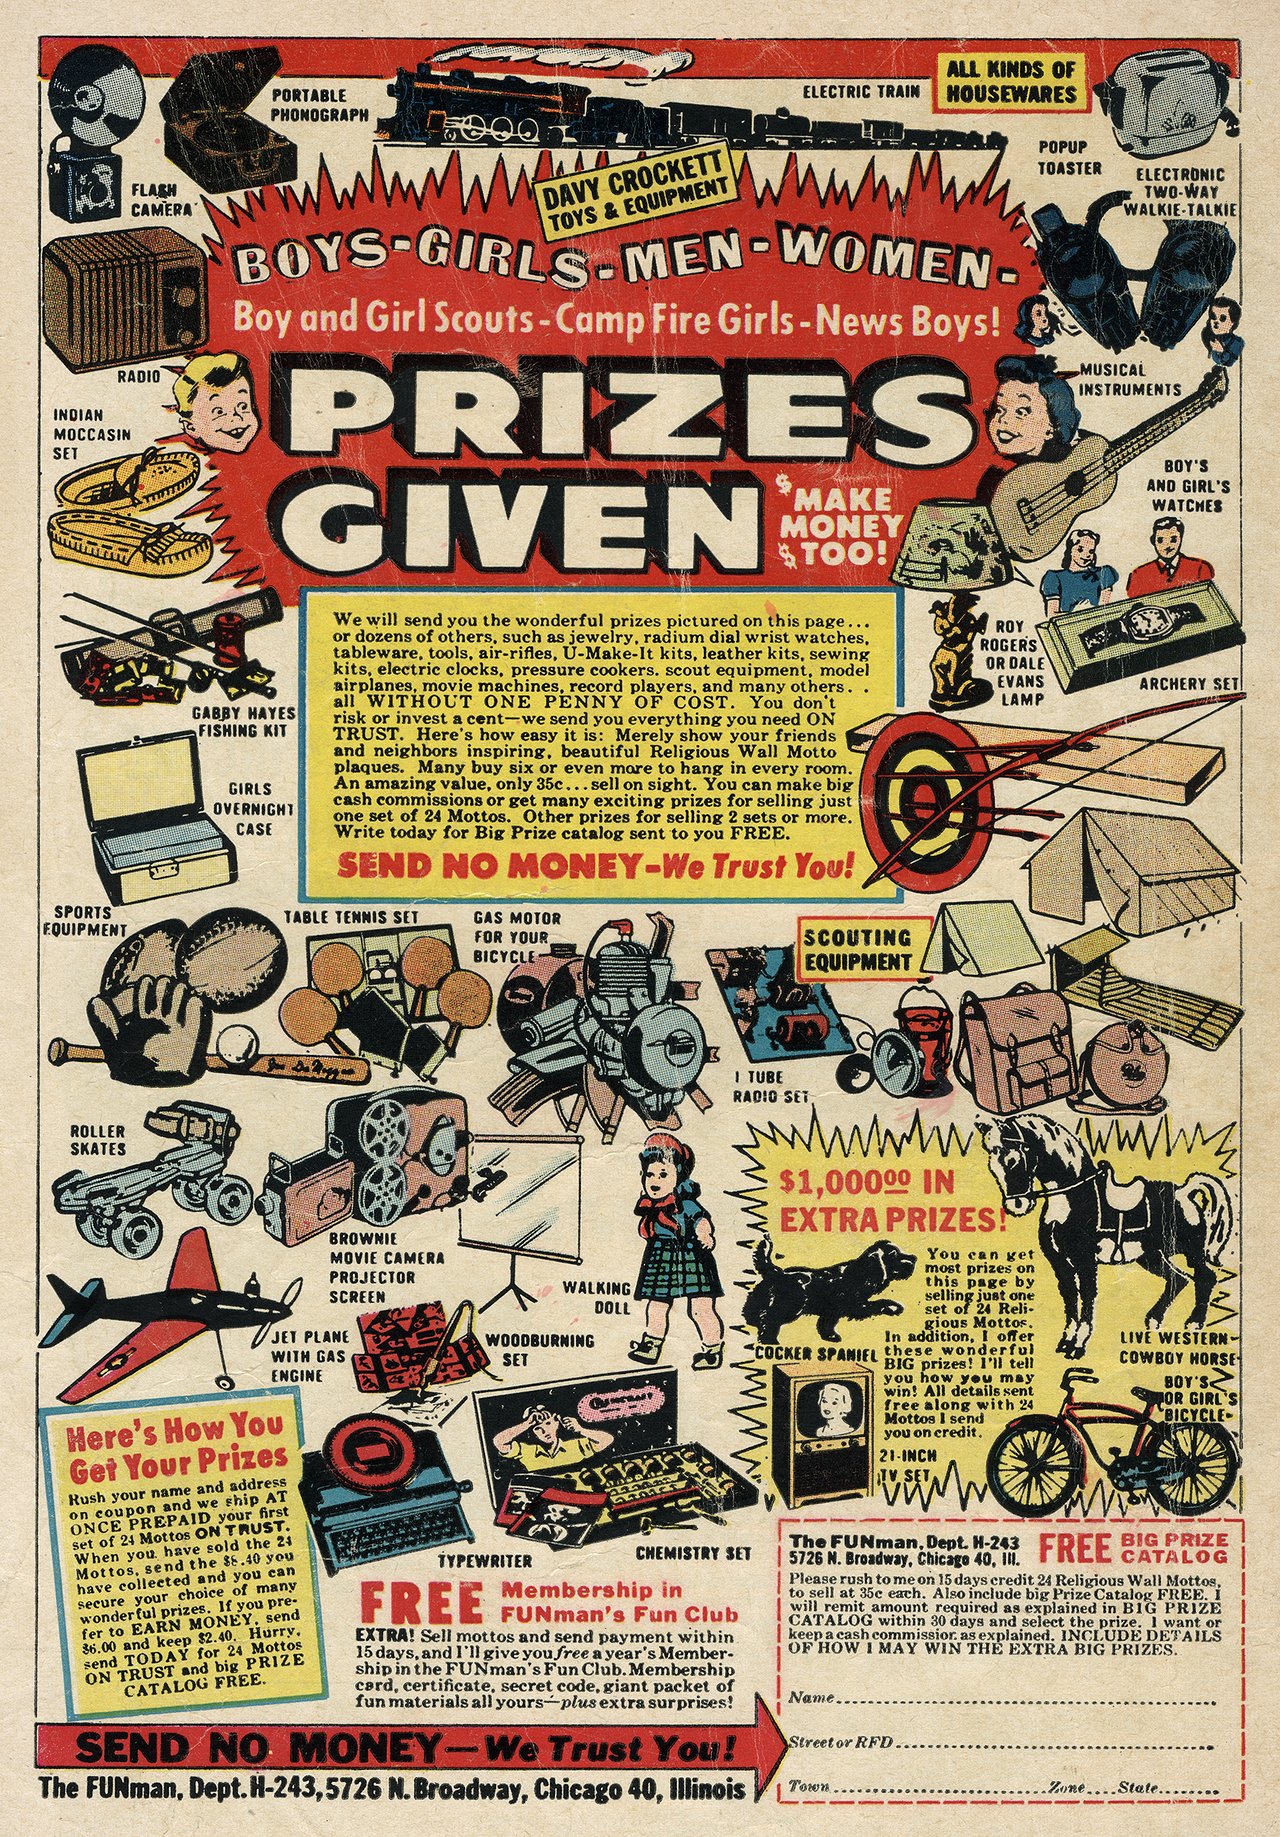 PORTABLE
PHONOGRAPH
ELECTRIC TRAIN
ALL KINDS OF
HOUSEWARES
POPUP
TOASTER
FLASH
CAMERA
ELECTRONIC
TWO-WAY
WALKIE-TALKIE
DAVY CROCKETT
TOYS & EQUIPMENT
BOYS-GIRLS-MEN-WOMEN-
Boy and Girl Scouts-Camp Fire Girls-News Boys!
RADIO
PRIZES
GIVEN
$ MAKE
MONEY
$ TOO!
MUSICAL
INSTRUMENTS
INDIAN
MOCCASIN
SET
BOY'S
AND GIRL'S
WATCHES
ROY
ROGERS
OR DALE
EVANS
LAMP
ARCHERY SET
GABBY HAYES
FISHING KIT
GIRLS
OVERNIGHT
CASE
We will send you the wonderful prizes pictured on this page...
or dozens of others, such as jewelry, radium dial wrist watches,
tableware, tools, air-rifles, U-Make-It kits, leather kits, sewing
kits, electric clocks, pressure cookers. scout equipment, model
airplanes, movie machines, record players, and many others. . .
all WITHOUT ONE PENNY OF COST. You don't
risk or invest a cent—we send you everything you need ON
TRUST. Here's how easy it is: Merely show your friends
and neighbors inspiring, beautiful Religious Wall Motto
plaques. Many buy six or even more to hang in every room.
An amazing value, only 35c...sell on sight. You can make big
cash commissions or get many exciting prizes for selling just
one set of 24 Mottos. Other prizes for selling 2 sets or more.
Write today for Big Prize catalog sent to you FREE.
SEND NO MONEY-We Trust You!
SPORTS
EQUIPMENT
TABLE TENNIS SET
GAS MOTOR
FOR YOUR
BICYCLE
SCOUTING
EQUIPMENT
1 TUBE
RADIO SET
ROLLER
SKATES
BROWNIE
MOVIE CAMERA
PROJECTOR
SCREEN
WALKING
DOLL
JET PLANE
WITH GAS
ENGINE
WOODBURNING
SET
$1,000.00 IN
EXTRA PRIZES!
You can get
most prizes on
this page by
selling just one
set of 24 Reli-
gious Mottos.
In addition, I offer
these wonderful
BIG prizes! I'll tell
you how you may
win! All details sent
free along with 24
Mottos I send
you on credit.
COCKER SPANIEL
LIVE WESTERN
COWBOY HORSE
BOY'S
OR GIRL'S
BICYCLE
21-INCH
TV SET
TYPEWRITER
CHEMISTRY SET
Here's How You
Get Your Prizes
Rush your name and address
on coupon and we ship AT
ONCE PREPAID your first
set of 24 Mottos ON TRUST.
When you have sold the 24
Mottos, send the $8.40 you
have collected and you can
secure your choice of many
wonderful prizes. If you pre-
fer to EARN MONEY, send
$6.00 and keep $2.40. Hurry,
send TODAY for 24 Mottos
ON TRUST and big PRIZE
CATALOG FREE.
FREE Membership in
FUNman's Fun Club
EXTRA! Sell mottos and send payment within
15 days, and I'll give you free a year's Member-
ship in the FUNman's Fun Club. Membership
card, certificate, secret code, giant packet of
fun materials all yours—plus extra surprises!
SEND NO MONEY—We Trust You!
The FUNman, Dept. H-243, 5726 N. Broadway, Chicago 40, Illinois
The FUNman, Dept. H-243
5726 N. Broadway, Chicago 40, Ill.
FREE BIG PRIZE
CATALOG
Please rush to me on 15 days credit 24 Religious Wall Mottos,
to sell at 35c each. Also include big Prize Catalog FREE. I
will remit amount required as explained in BIG PRIZE
CATALOG within 30 days and select the prize. I want or
keep a cash commission as explained. INCLUDE DETAILS
OF HOW I MAY WIN THE EXTRA BIG PRIZES.
Name
Street or RFD
Town Zone State